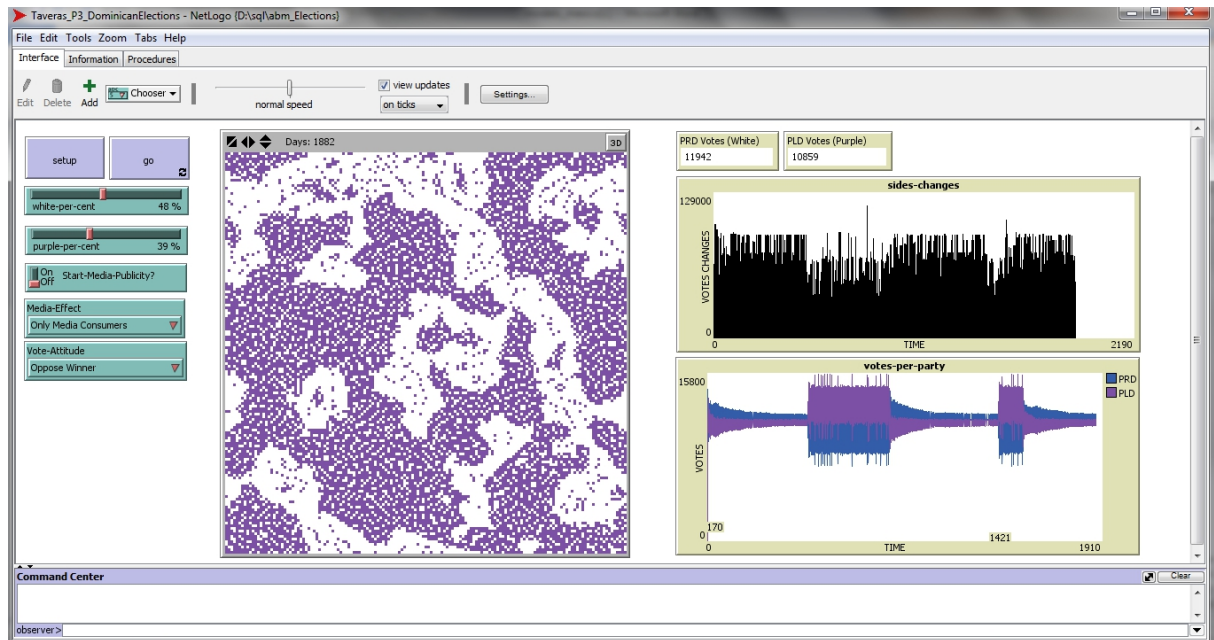 Taveras_P3_DominicanElections - NetLogo {D:\sql\abm_Elections}
File Edit Tools Zoom Tabs Help
Interface Information Procedures
Edit Delete Add Chooser normal speed view updates on ticks Settings...
setup go
white-per-cent 48 %
purple-per-cent 39 %
On Off Start-Media-Publicity?
Media-Effect
Only Media Consumers
Vote-Attitude
Oppose Winner
Days: 1882 3D
PRD Votes (White) PLD Votes (Purple)
11942 10859
sides-changes
129000
VOTES CHANGES
0
0 TIME 2190
votes-per-party
15800 PRD
PLD
VOTES
170 1421
0
0 TIME 1910
Command Center Clear
observer>